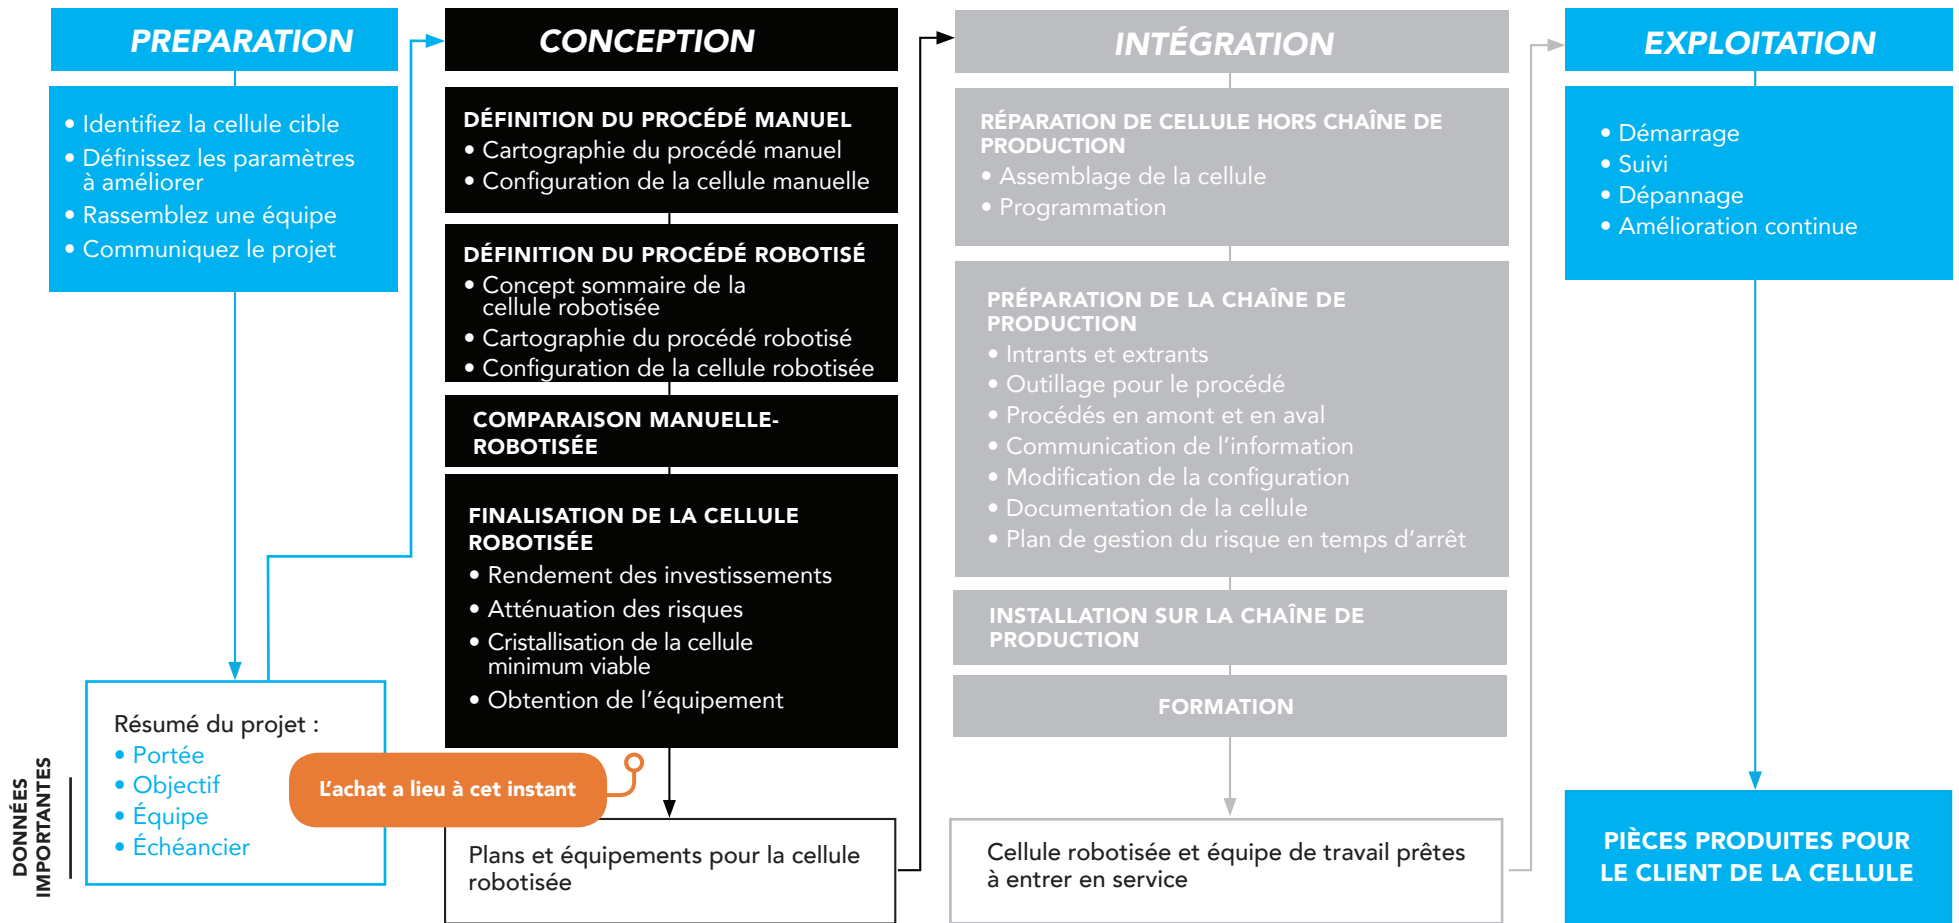 PREPARATION
• Identifiez la cellule cible
• Définissez les paramètres
à améliorer
• Rassemblez une équipe
• Communiquez le projet
DONNÉES
IMPORTANTES
Résumé du projet :
• Portée
• Objectif
• Équipe
• Échéancier
CONCEPTION
DÉFINITION DU PROCÉDÉ MANUEL
• Cartographie du procédé manuel
• Configuration de la cellule manuelle
DÉFINITION DU PROCÉDÉ ROBOTISÉ
• Concept sommaire de la
cellule robotisée
• Cartographie du procédé robotisé
• Configuration de la cellule robotisée
COMPARAISON MANUELLE-
ROBOTISÉE
FINALISATION DE LA CELLULE
ROBOTISÉE
• Rendement des investissements
• Atténuation des risques
• Cristallisation de la cellule
minimum viable
• Obtention de l’équipement
L’achat a lieu à cet instant
Plans et équipements pour la cellule
robotisée
INTÉGRATION
RÉPARATION DE CELLULE HORS CHAÎNE DE
PRODUCTION
• Assemblage de la cellule
• Programmation
PRÉPARATION DE LA CHAÎNE DE
PRODUCTION
• Intrants et extrants
• Outillage pour le procédé
• Procédés en amont et en aval
• Communication de l’information
• Modification de la configuration
• Documentation de la cellule
• Plan de gestion du risque en temps d’arrêt
INSTALLATION SUR LA CHAÎNE DE
PRODUCTION
FORMATION
Cellule robotisée et équipe de travail prêtes
à entrer en service
EXPLOITATION
• Démarrage
• Suivi
• Dépannage
• Amélioration continue
PIÈCES PRODUITES POUR
LE CLIENT DE LA CELLULE